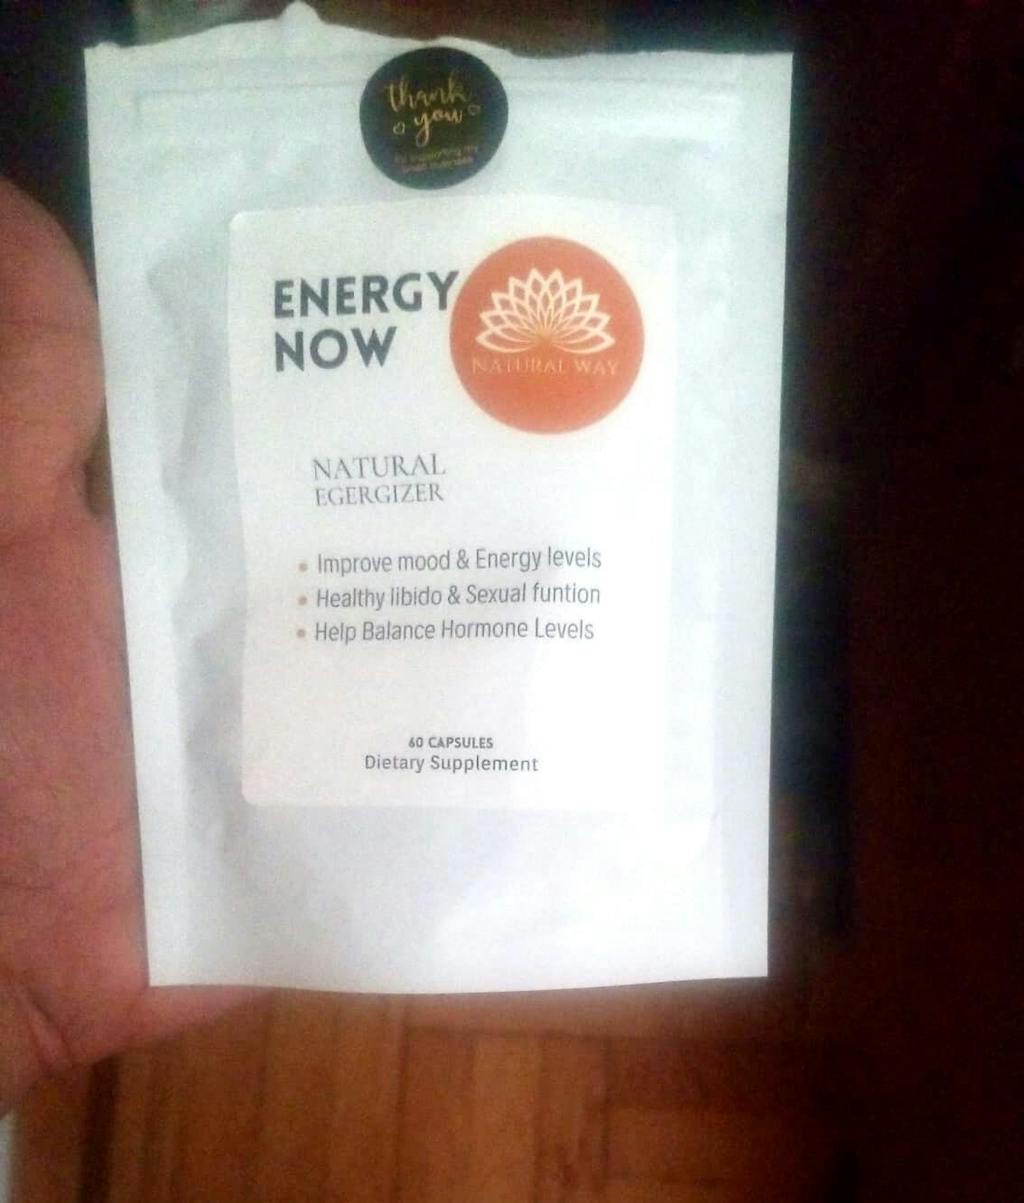 thank
you
ENERGY
NOW
NATURAL WAY
NATURAL
EGERGIZER
• Improve mood & Energy levels
• Healthy libido & Sexual funtion
• Help Balance Hormone Levels
60 CAPSULES
Dietary Supplement